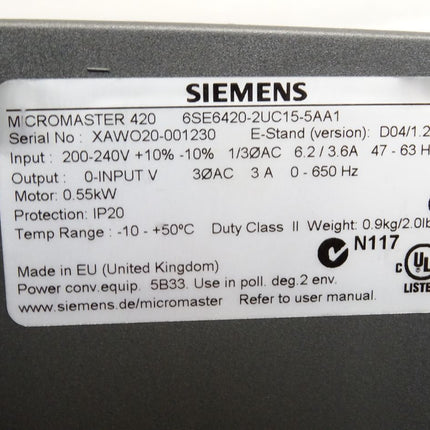 SIEMENS
MICROMASTER 420 6SE6420-2UC15-5AA1
Serial No : XAWO20-001230 E-Stand (version): D04/1.2
Input : 200-240V +10% -10% 1/3ØAC 6.2 / 3.6A 47 - 63 H
Output : 0-INPUT V 3ØAC 3 A 0 - 650 Hz
Motor: 0.55kW
Protection: IP20
Temp Range : -10 - +50ºC Duty Class II Weight: 0.9kg/2.0lb
N117
Made in EU (United Kingdom)
Power conv.equip. 5B33. Use in poll. deg.2 env.
C UL
LISTE
www.siemens.de/micromaster Refer to user manual.